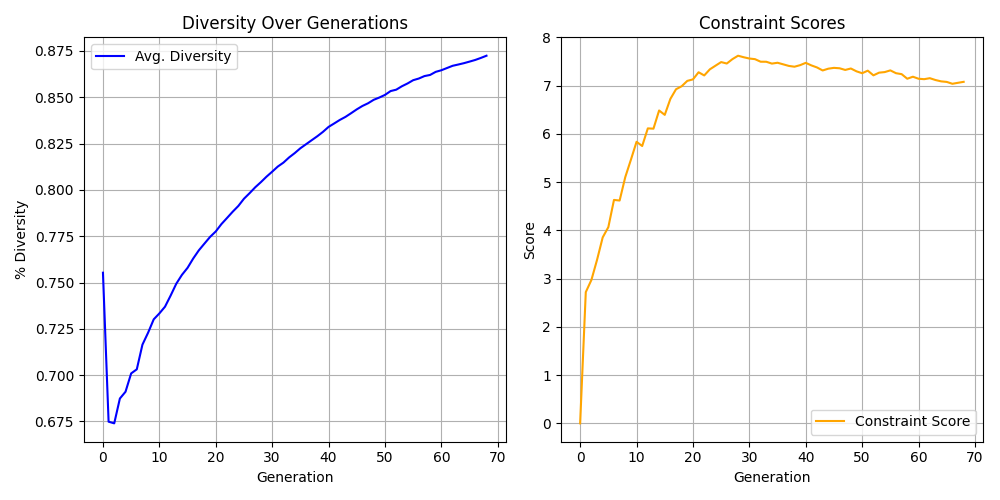 Diversity Over Generations
Avg. Diversity
% Diversity
0.875
0.850
0.825
0.800
0.775
0.750
0.725
0.700
0.675
0 10 20 30 40 50 60 70
Generation
Constraint Scores
Score
8
7
6
5
4
3
2
1
0
Constraint Score
0 10 20 30 40 50 60 70
Generation